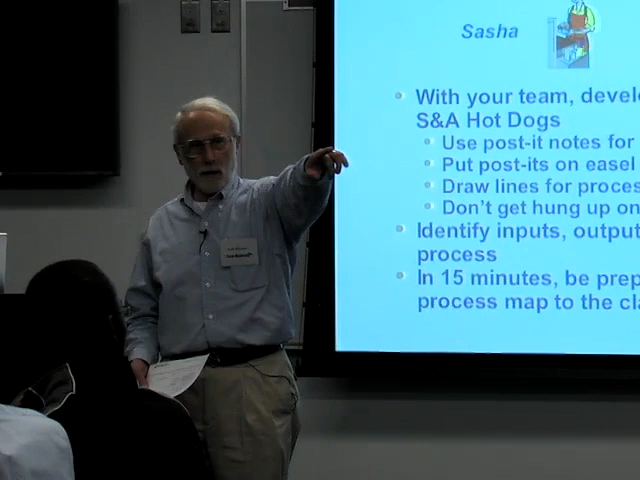 Sasha
With your team, devel
S&A Hot Dogs
Use post-it notes for
Put post-its on easel
Draw lines for proces
Don't get hung up on
Identify inputs, output
process
In 15 minutes, be prep
process map to the cla